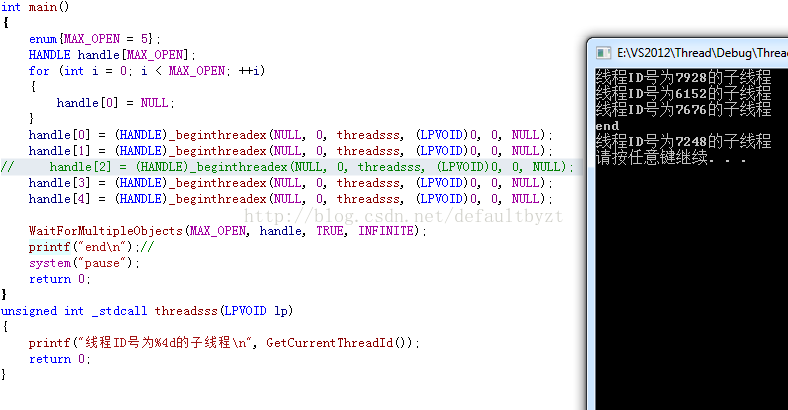 int main()
{
    enum{MAX_OPEN = 5};
    HANDLE handle[MAX_OPEN];
    for (int i = 0; i < MAX_OPEN; ++i)
    {
        handle[0] = NULL;
    }
    handle[0] = (HANDLE)_beginthreadex(NULL, 0, threadsss, (LPVOID)0, 0, NULL);
    handle[1] = (HANDLE)_beginthreadex(NULL, 0, threadsss, (LPVOID)0, 0, NULL);
//    handle[2] = (HANDLE)_beginthreadex(NULL, 0, threadsss, (LPVOID)0, 0, NULL);
    handle[3] = (HANDLE)_beginthreadex(NULL, 0, threadsss, (LPVOID)0, 0, NULL);
    handle[4] = (HANDLE)_beginthreadex(NULL, 0, threadsss, (LPVOID)0, 0, NULL);
http://blog.csdn.net/defaultbyzt
    WaitForMultipleObjects(MAX_OPEN, handle, TRUE, INFINITE);
    printf("end\n");//
    system("pause");
    return 0;
}
unsigned int _stdcall threadsss(LPVOID lp)
{
    printf("线程ID号为%4d的子线程\n", GetCurrentThreadId());
    return 0;
}
E:\VS2012\Thread\Debug\Threa
线程ID号为7928的子线程
线程ID号为6152的子线程
线程ID号为7676的子线程
end
线程ID号为7248的子线程
请按任意键继续. . .